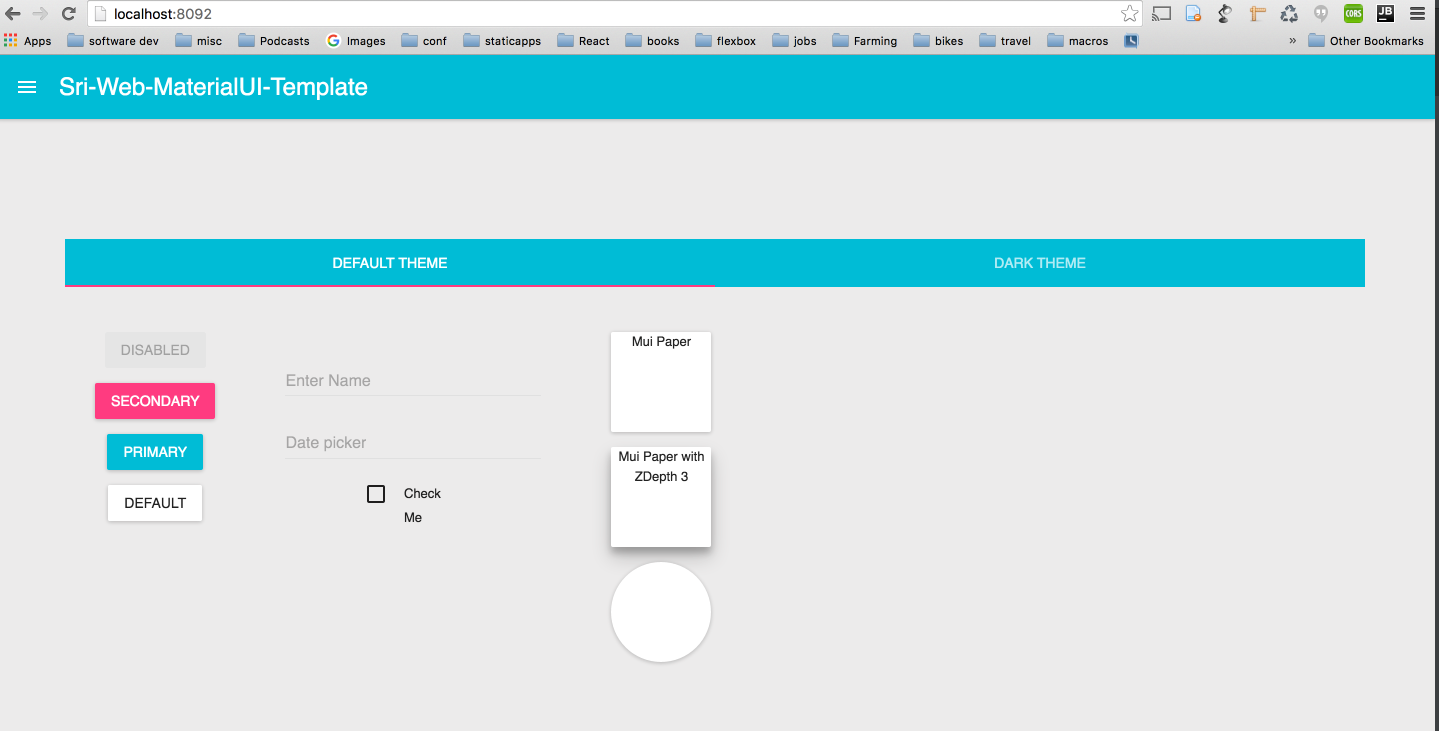 localhost:8092
CORS
JB
Apps software dev misc Podcasts Images conf staticapps React books flexbox jobs Farming bikes travel macros » Other Bookmarks
Sri-Web-MaterialUI-Template
DEFAULT THEME DARK THEME
DISABLED
SECONDARY
PRIMARY
DEFAULT
Enter Name
Date picker
Check
Me
Mui Paper
Mui Paper with
ZDepth 3